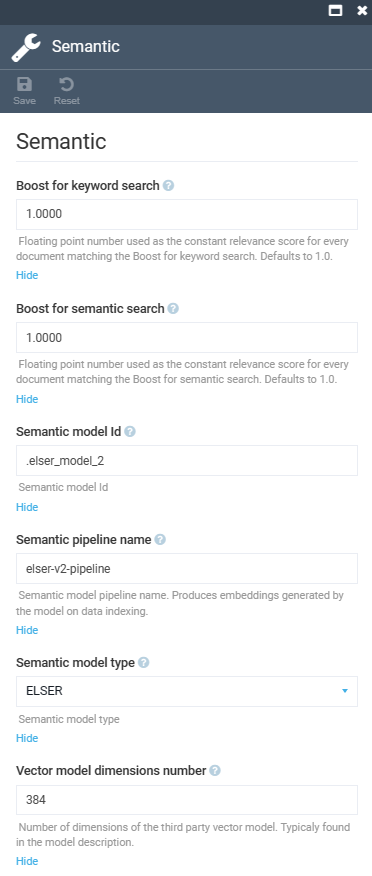 Semantic
Save
Reset
Semantic
Boost for keyword search ?
1.0000
Floating point number used as the constant relevance score for every
document matching the Boost for keyword search. Defaults to 1.0.
Hide
Boost for semantic search ?
1.0000
Floating point number used as the constant relevance score for every
document matching the Boost for semantic search. Defaults to 1.0.
Hide
Semantic model Id ?
.elser_model_2
Semantic model Id
Hide
Semantic pipeline name ?
elser-v2-pipeline
Semantic model pipeline name. Produces embeddings generated by
the model on data indexing.
Hide
Semantic model type ?
ELSER
Semantic model type
Hide
Vector model dimensions number ?
384
Number of dimensions of the third party vector model. Typicaly found
in the model description.
Hide